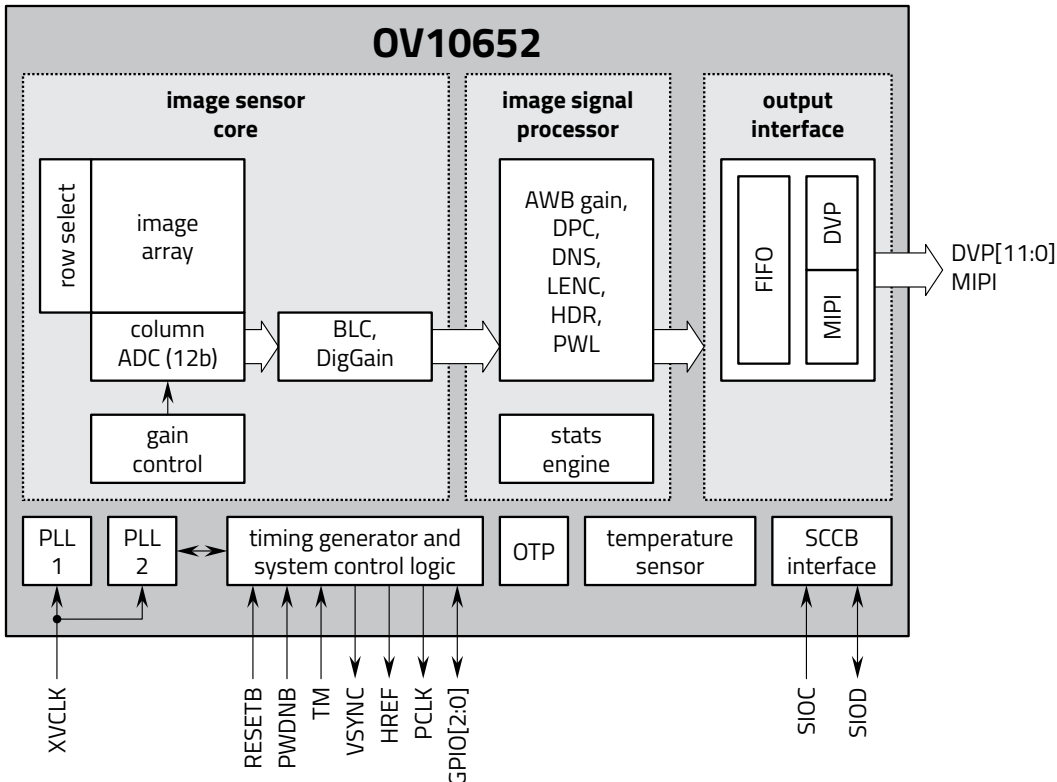 OV10652
image sensor
core
image signal
processor
output
interface
row select
image
array
column
ADC (12b)
BLC,
DigGain
gain
control
AWB gain,
DPC,
DNS,
LENC,
HDR,
PWL
stats
engine
FIFO
DVP
MIPI
DVP[11:0]
MIPI
PLL
1
PLL
2
timing generator and
system control logic
OTP
temperature
sensor
SCCB
interface
XVCLK
RESETB
PWDNB
TM
VSYNC
HREF
PCLK
GPIO[2:0]
SIOC
SIOD